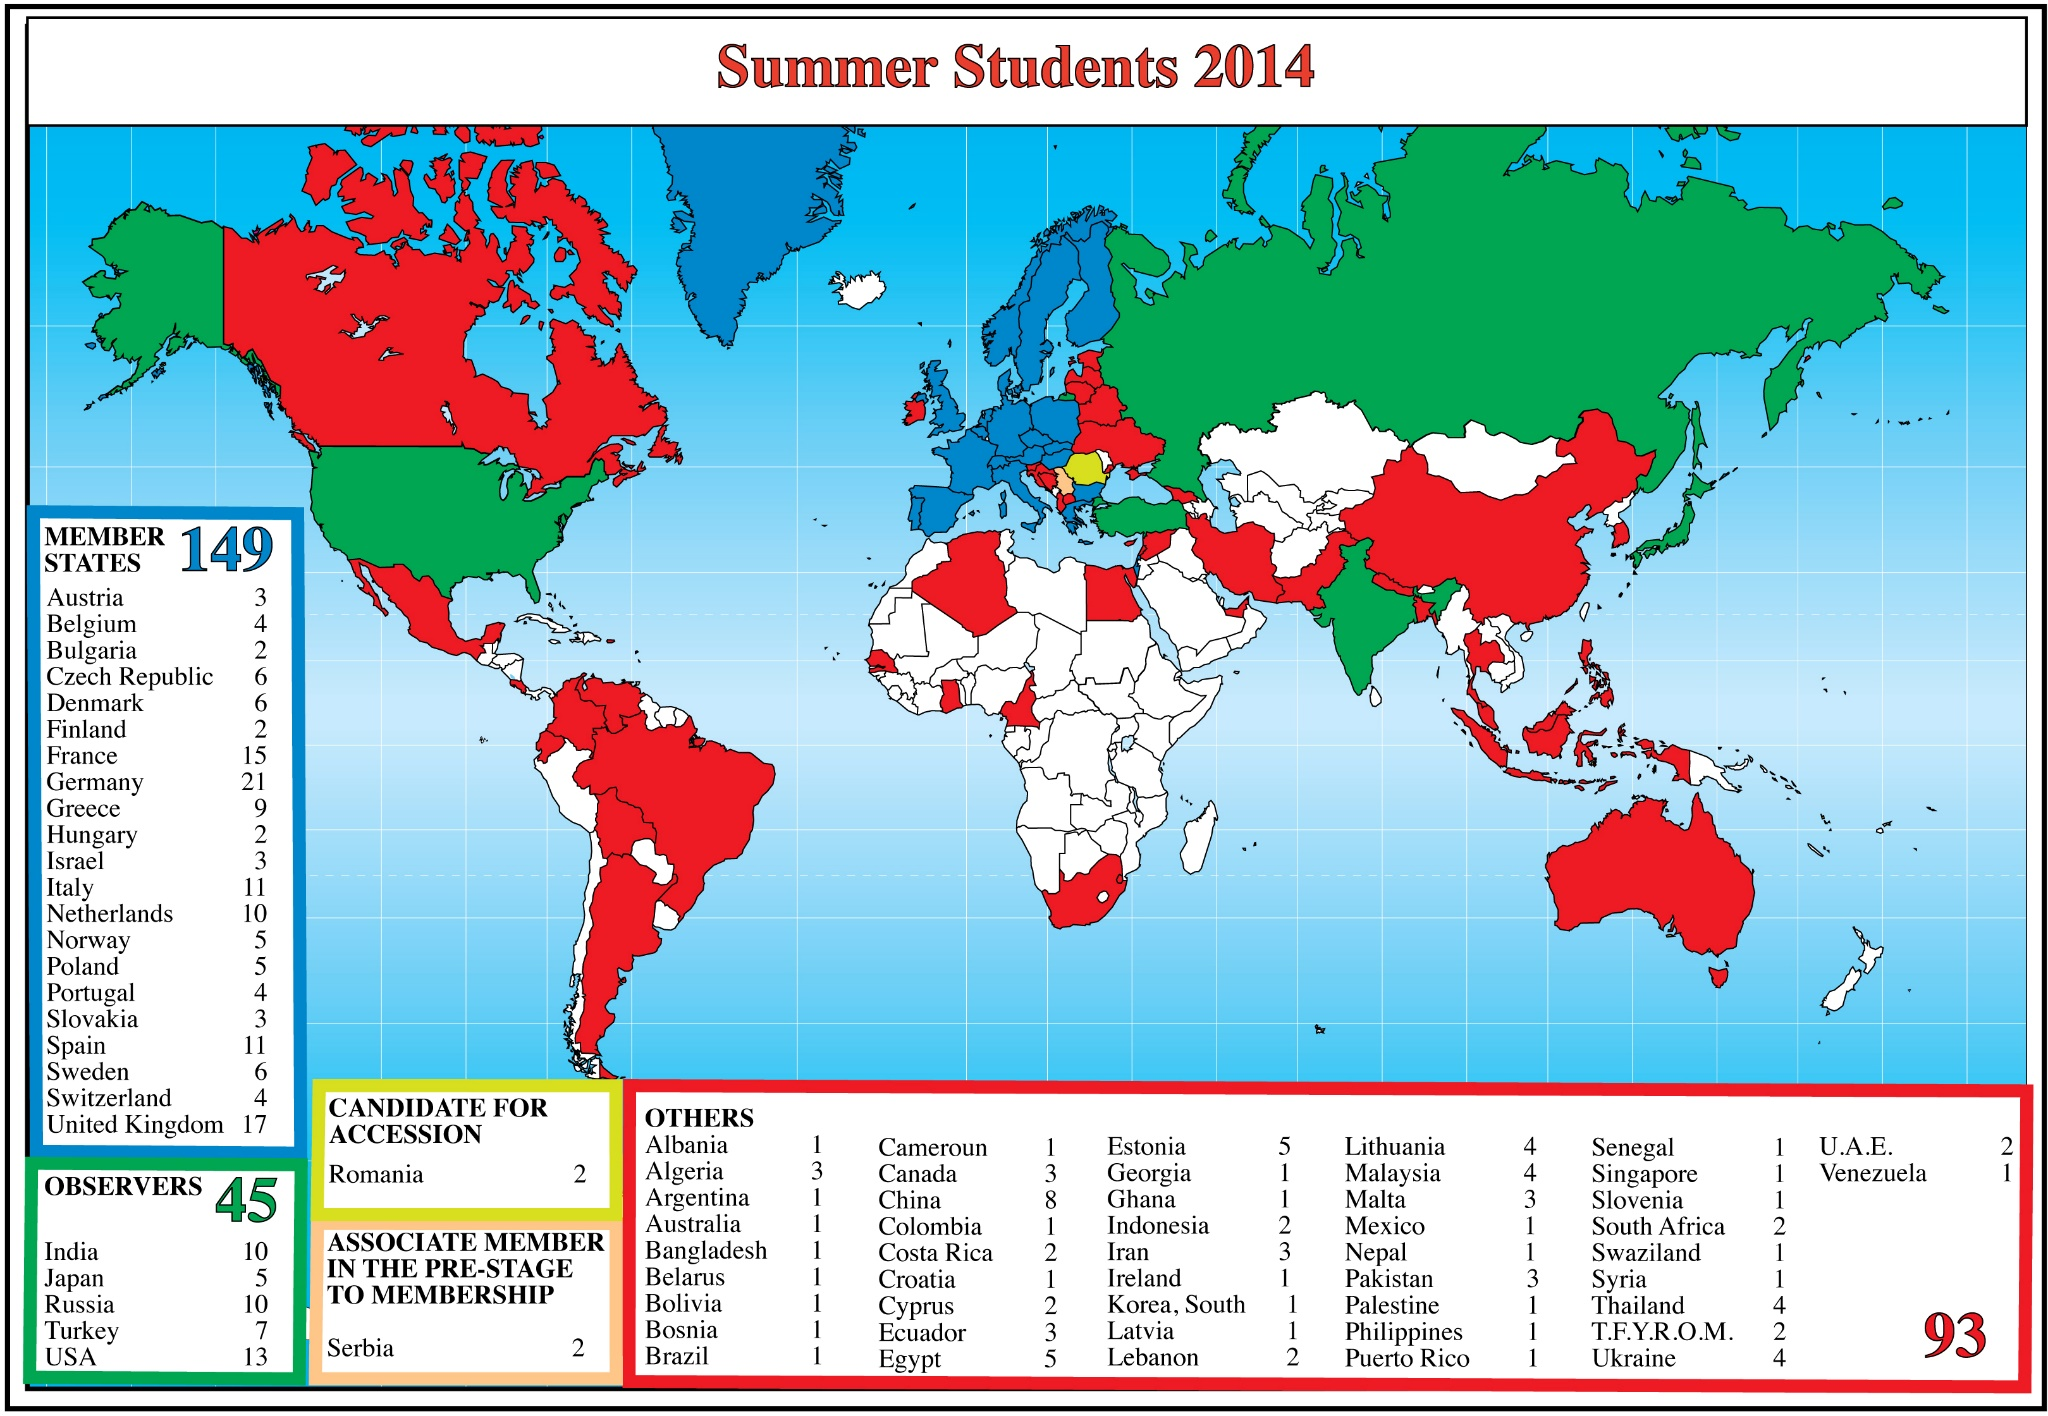 Summer Students 2014
MEMBER
STATES 149
Austria 3
Belgium 4
Bulgaria 2
Czech Republic 6
Denmark 6
Finland 2
France 15
Germany 21
Greece 9
Hungary 2
Israel 3
Italy 11
Netherlands 10
Norway 5
Poland 5
Portugal 4
Slovakia 3
Spain 11
Sweden 6
Switzerland 4
United Kingdom 17
OBSERVERS 45
India 10
Japan 5
Russia 10
Turkey 7
USA 13
CANDIDATE FOR
ACCESSION
Romania 2
ASSOCIATE MEMBER
IN THE PRE-STAGE
TO MEMBERSHIP
Serbia 2
OTHERS
Albania 1
Algeria 3
Argentina 1
Australia 1
Bangladesh 1
Belarus 1
Bolivia 1
Bosnia 1
Brazil 1
Cameroun 1
Canada 3
China 8
Colombia 1
Costa Rica 2
Croatia 1
Cyprus 2
Ecuador 3
Egypt 5
Estonia 5
Georgia 1
Ghana 1
Indonesia 2
Iran 3
Ireland 1
Korea, South 1
Latvia 1
Lebanon 2
Lithuania 4
Malaysia 4
Malta 3
Mexico 1
Nepal 1
Pakistan 3
Palestine 1
Philippines 1
Puerto Rico 1
Senegal 1
Singapore 1
Slovenia 1
South Africa 2
Swaziland 1
Syria 1
Thailand 4
T.F.Y.R.O.M. 2
Ukraine 4
U.A.E. 2
Venezuela 1
93